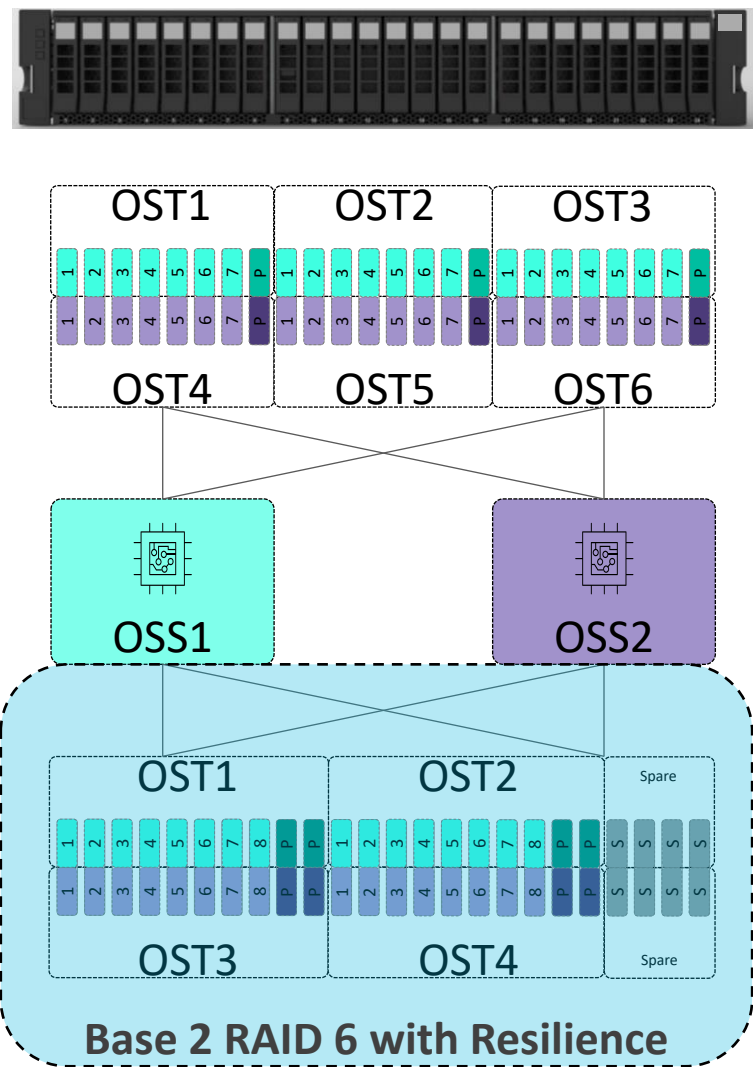 OST1 OST2 OST3
1 2 3 4 5 6 7 P 1 2 3 4 5 6 7 P 1 2 3 4 5 6 7 P
1 2 3 4 5 6 7 P 1 2 3 4 5 6 7 P 1 2 3 4 5 6 7 P
OST4 OST5 OST6
OSS1 OSS2
OST1 OST2 Spare
1 2 3 4 5 6 7 8 P P 1 2 3 4 5 6 7 8 P P S S S S
1 2 3 4 5 6 7 8 P P 1 2 3 4 5 6 7 8 P P S S S S
OST3 OST4 Spare
Base 2 RAID 6 with Resilience